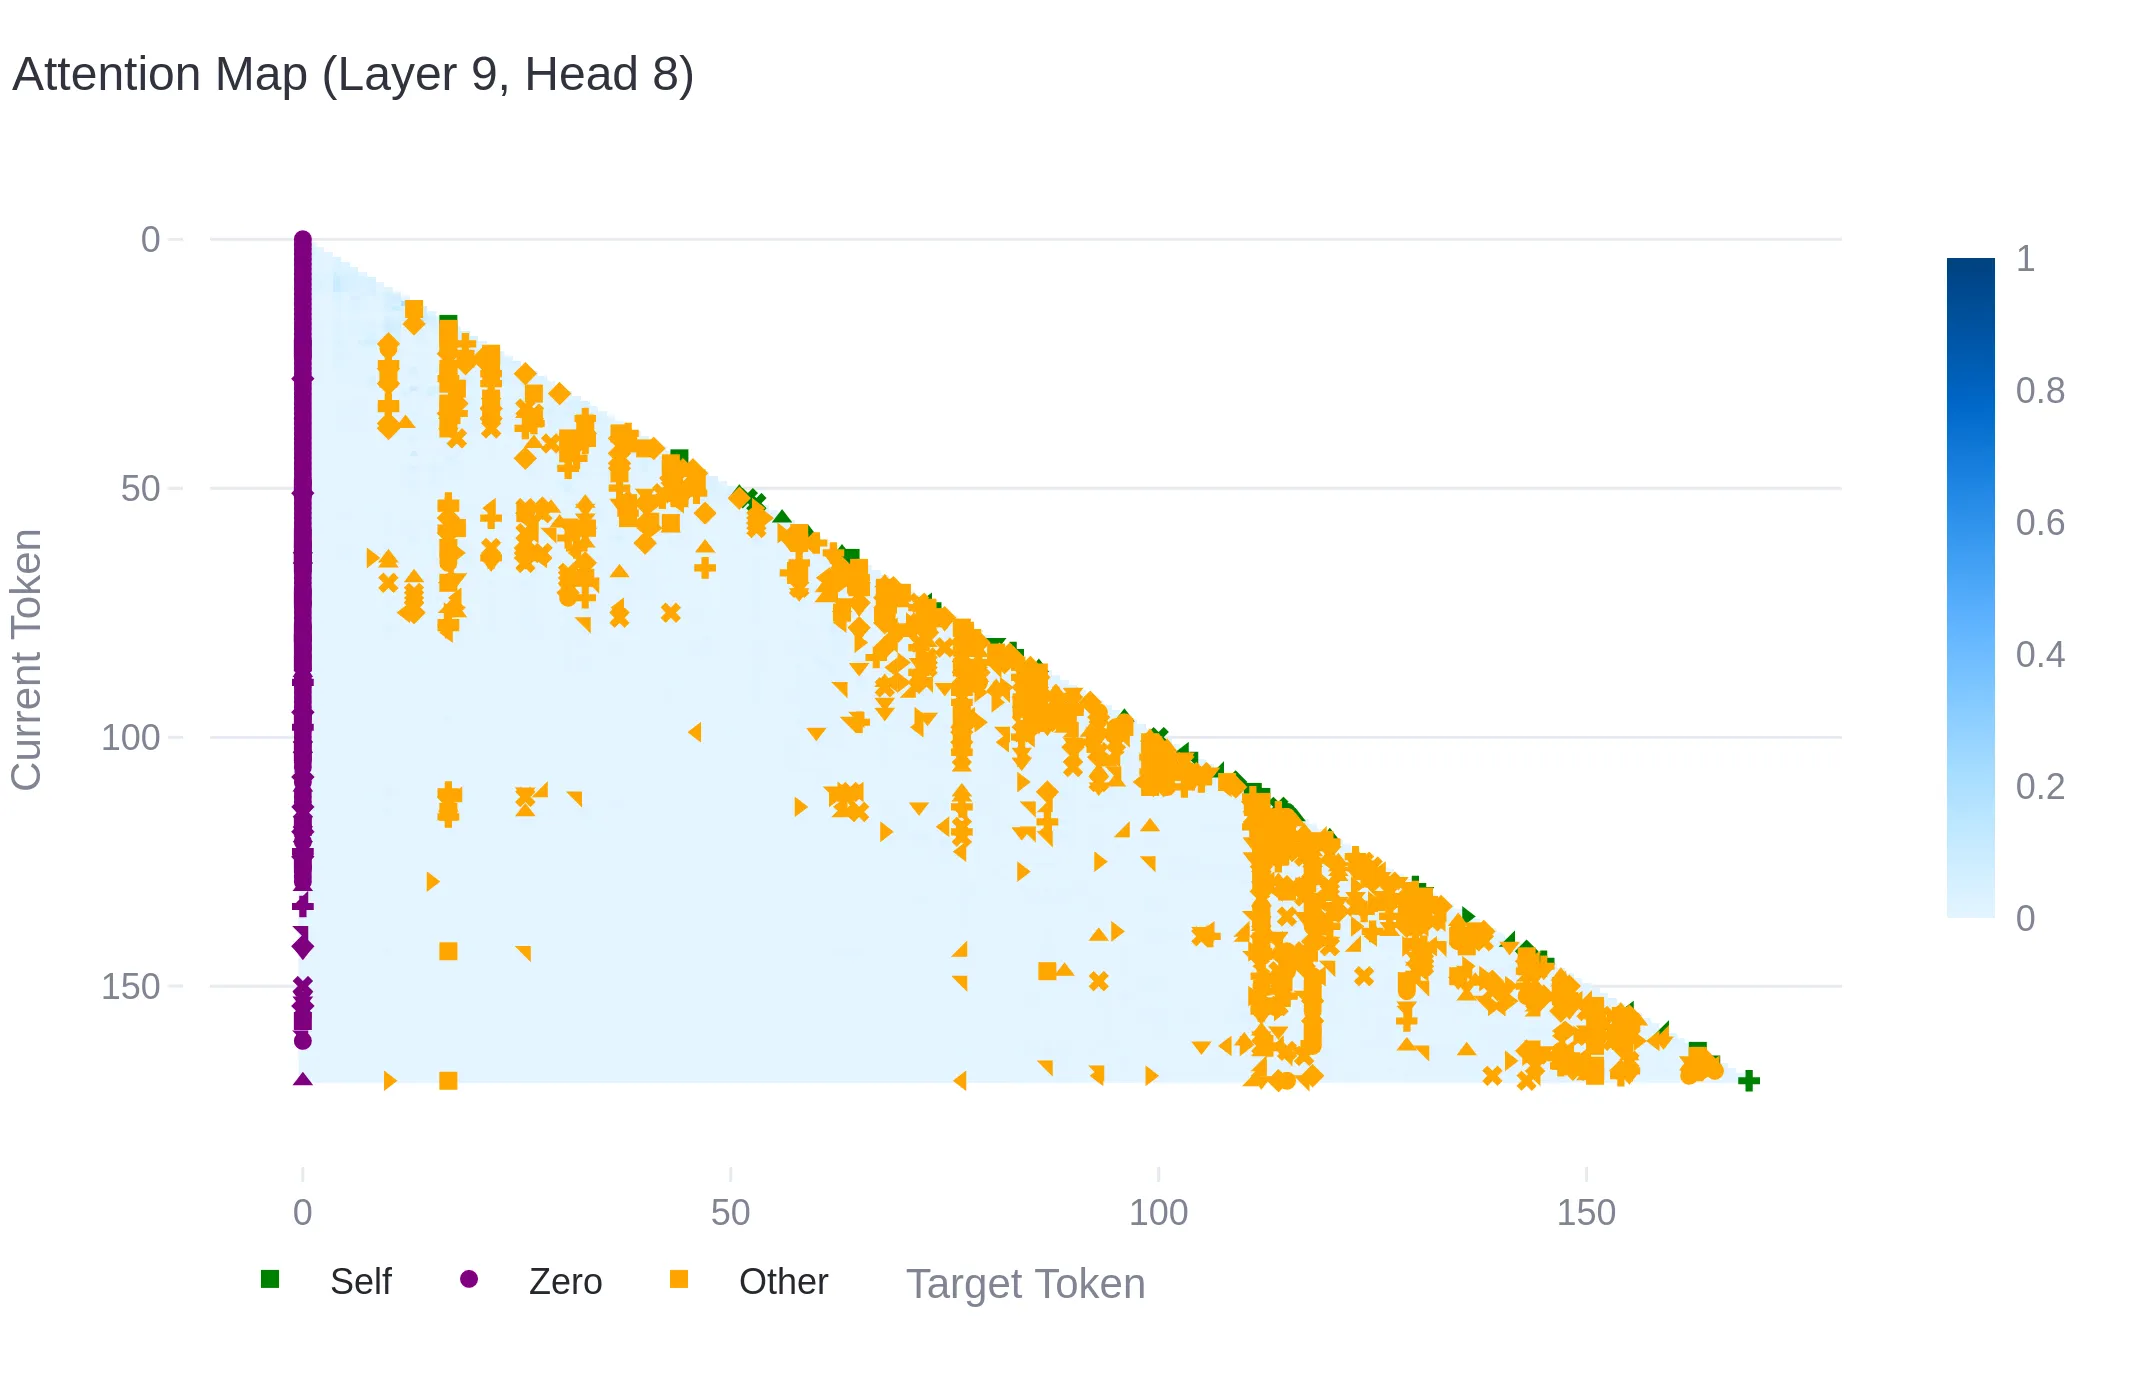 Attention Map (Layer 9, Head 8)
0
50
100
150
Current Token
1
0.8
0.6
0.4
0.2
0
0 50 100 150
Self Zero Other Target Token